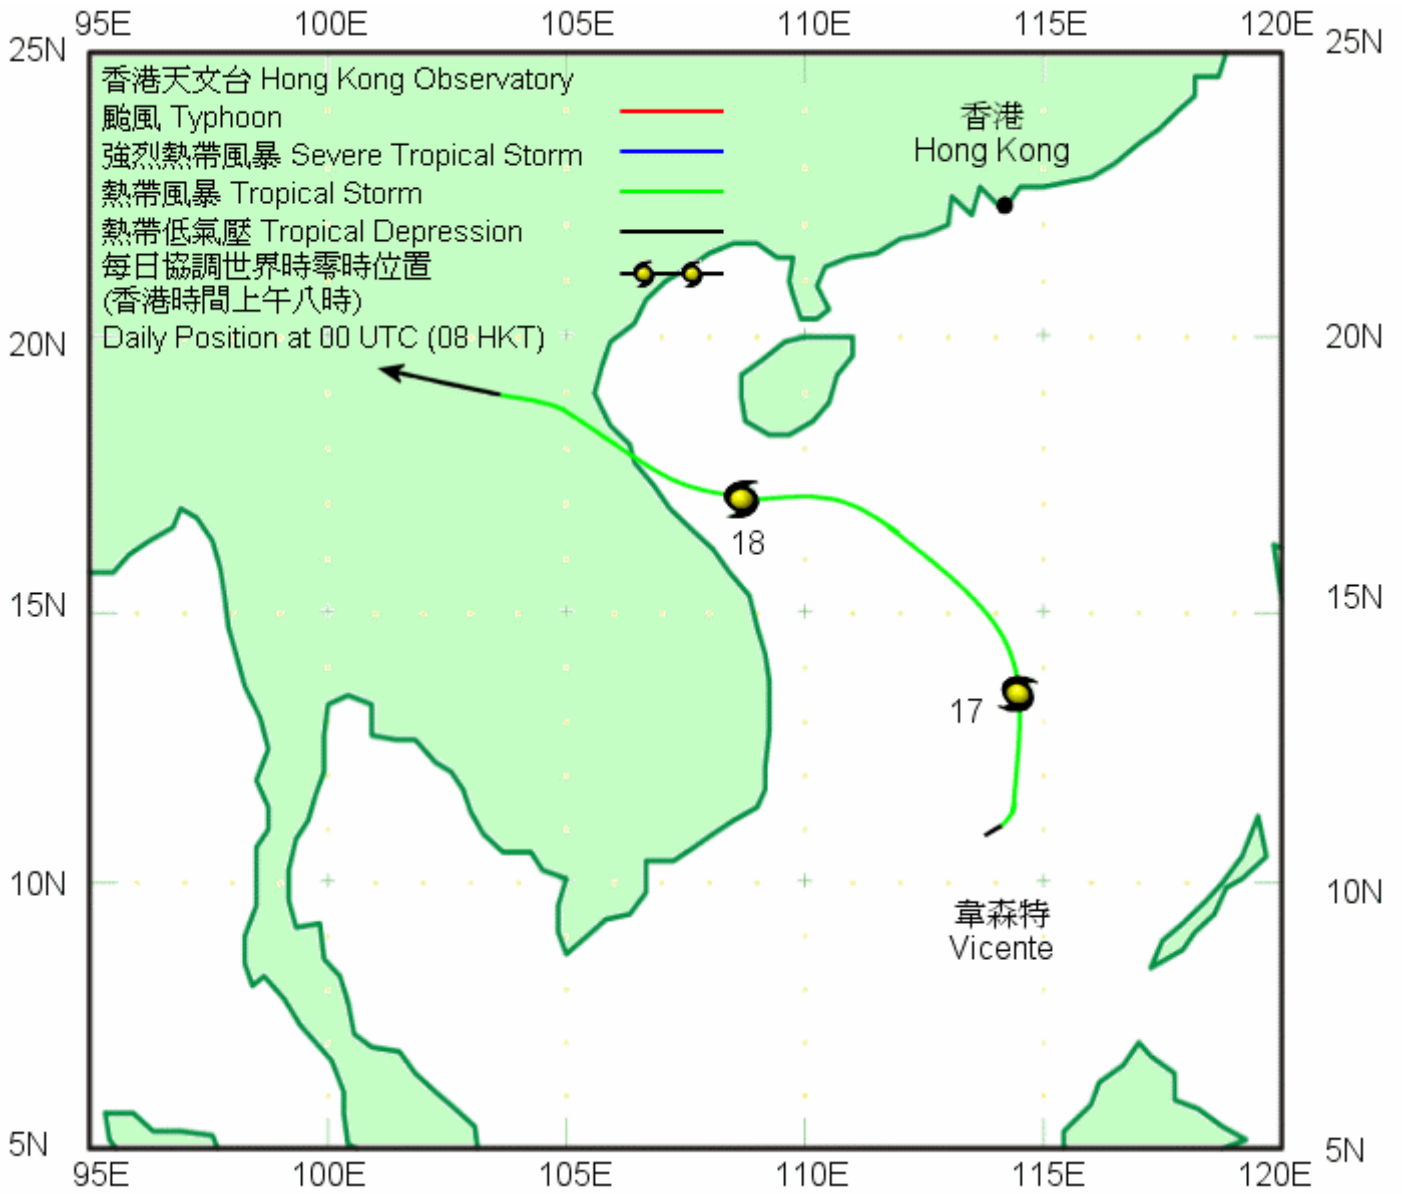 95E 100E 105E 110E 115E 120E
25N 25N
香港天文台 Hong Kong Observatory
颱風 Typhoon
強烈熱帶風暴 Severe Tropical Storm
熱帶風暴 Tropical Storm
熱帶低氣壓 Tropical Depression
每日協調世界時零時位置
(香港時間上午八時)
Daily Position at 00 UTC (08 HKT)
香港
Hong Kong
20N 20N
18
15N 15N
17
10N 10N
韋森特
Vicente
5N 5N
95E 100E 105E 110E 115E 120E